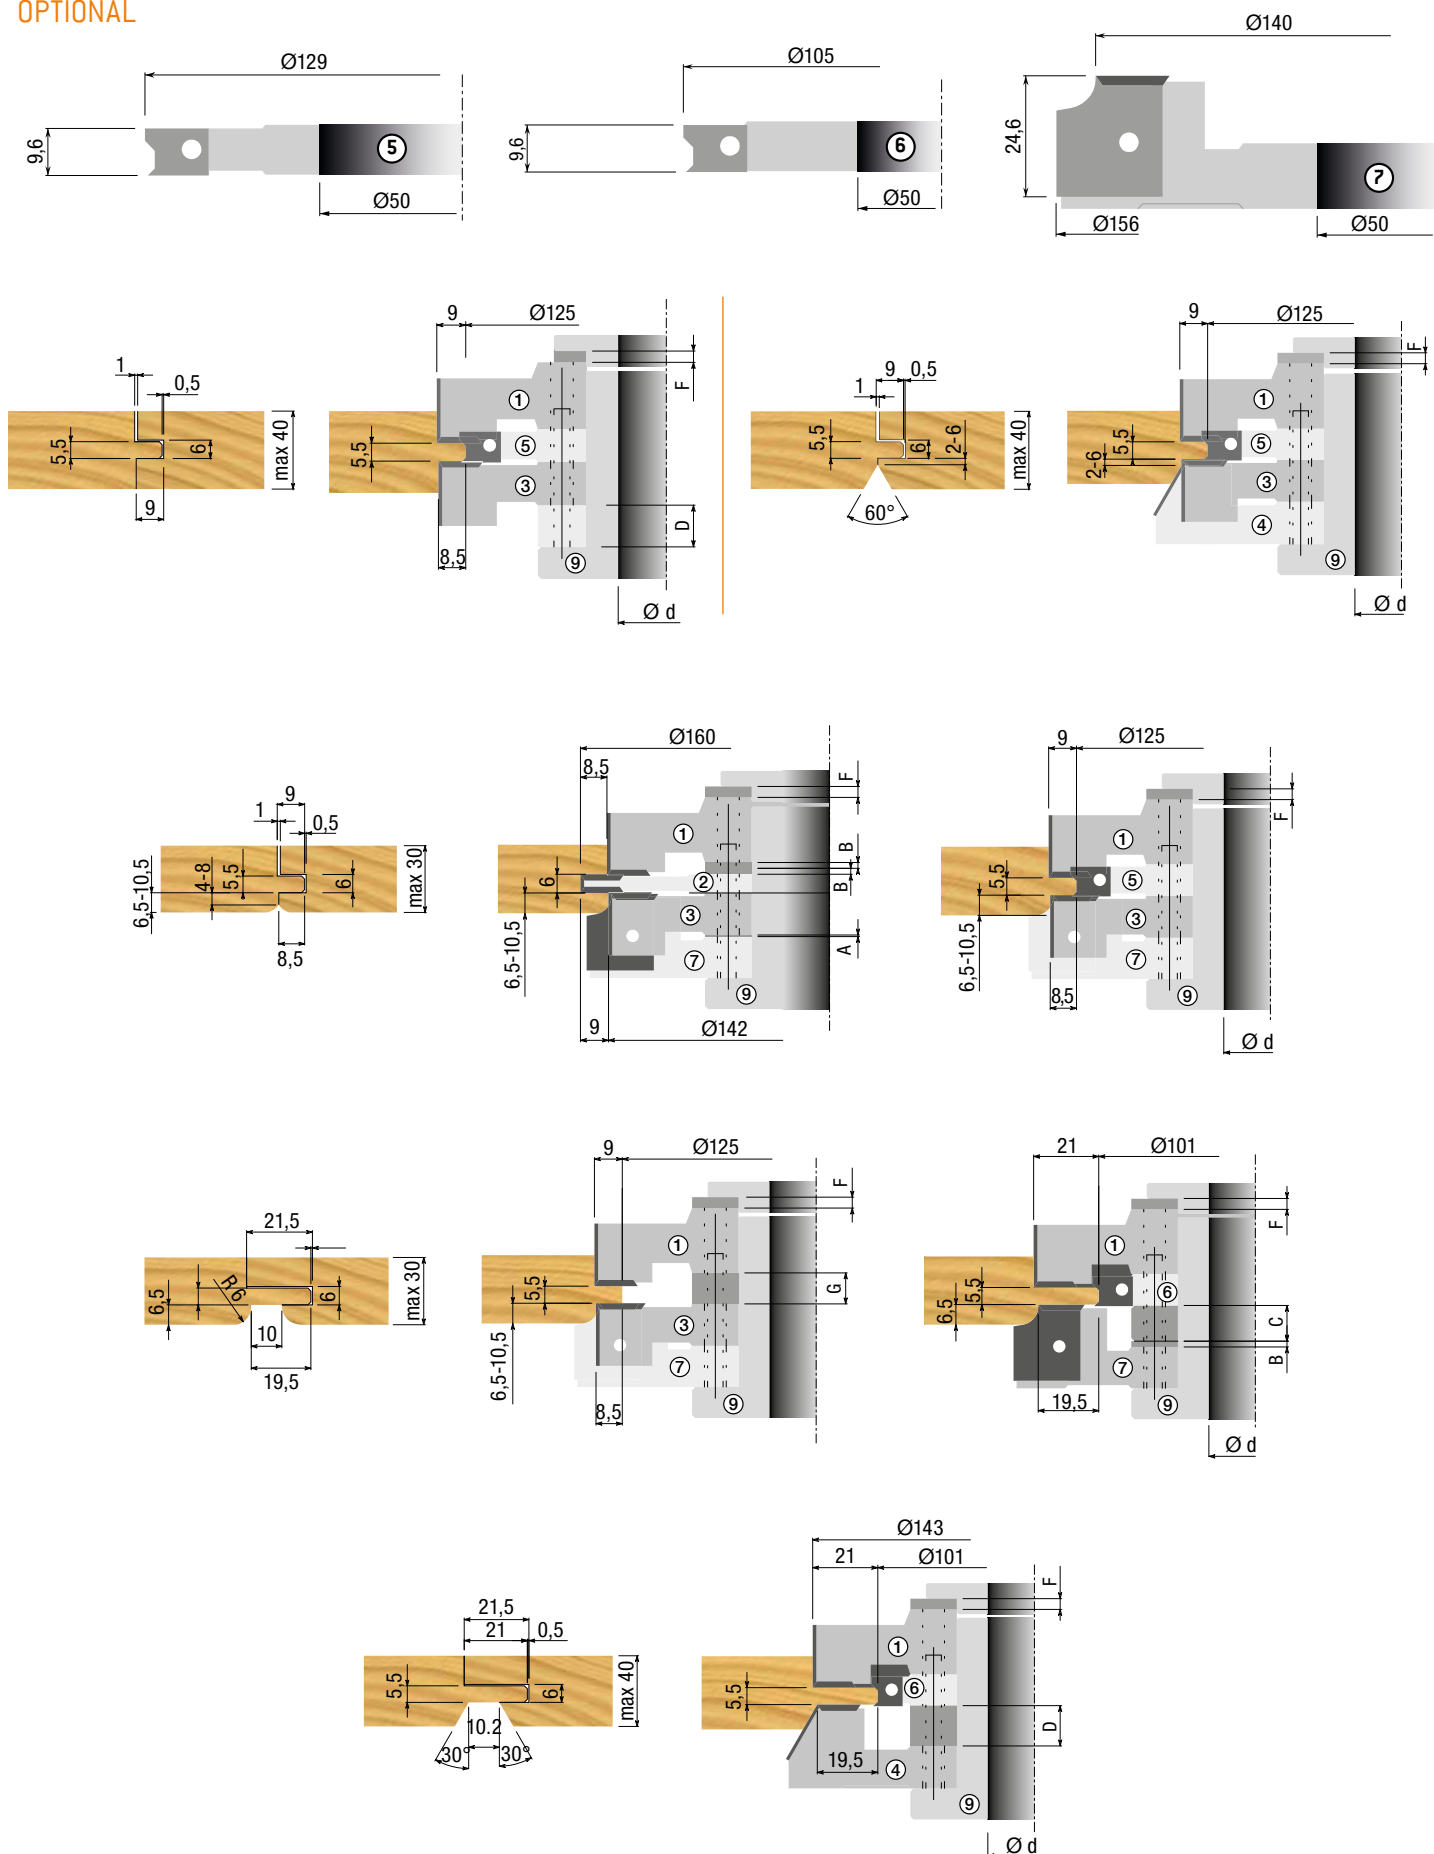 OPTIONAL
Ø129
9,6
5
Ø50
Ø105
9,6
6
Ø50
Ø140
24,6
7
Ø156
Ø50
1
0,5
5,5
6
max 40
9
9
Ø125
F
1
5,5
5
3
D
8,5
9
Ø d
9
0,5
1
5,5
6
2-6
max 40
60°
9
Ø125
F
1
5,5
2-6
5
3
4
9
Ø d
9
1
0,5
6,5-10,5
4-8
5,5
6
max 30
8,5
Ø160
8,5
F
1
B
6
2
B
3
6,5-10,5
A
7
9
9
Ø142
9
Ø125
F
1
5,5
5
3
6,5-10,5
7
8,5
9
Ø d
21,5
R6
6,5
6
max 30
10
19,5
9
Ø125
F
1
5,5
G
3
6,5-10,5
7
8,5
9
21
Ø101
F
1
5,5
6
6,5
C
7
B
19,5
9
Ø d
21,5
21
0,5
5,5
6
max 40
10.2
30°
30°
Ø143
21
Ø101
F
1
5,5
6
D
19,5
4
9
Ø d